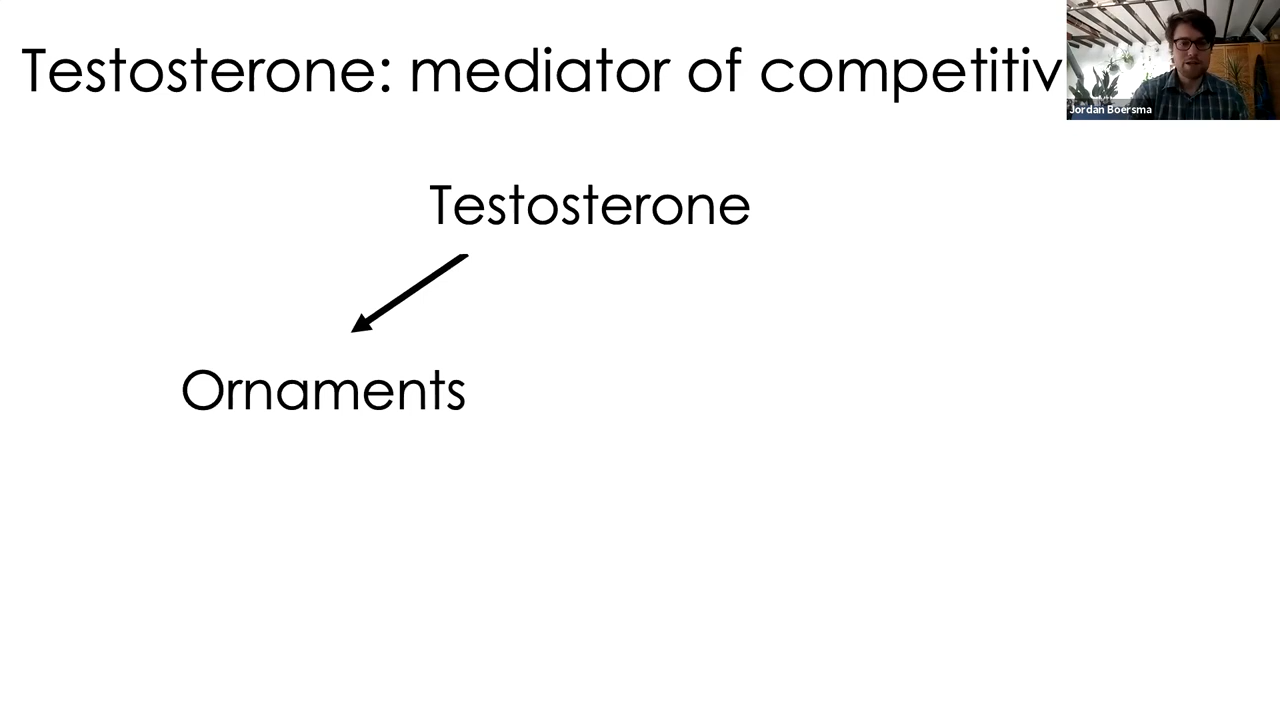 Testosterone: mediator of competitiv
Jordan Boersma
Testosterone
Ornaments